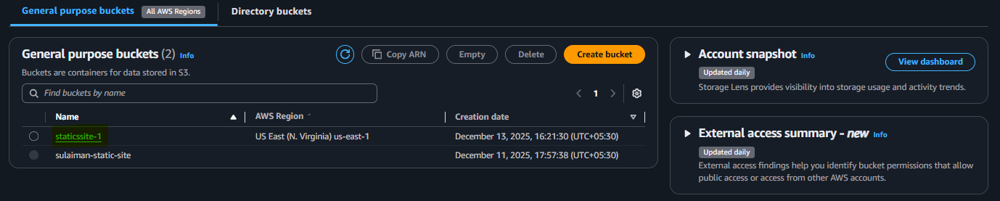 General purpose buckets All AWS Regions Directory buckets
General purpose buckets (2) Info
Copy ARN Empty Delete Create bucket
Buckets are containers for data stored in S3.
Find buckets by name
1
Name AWS Region Creation date
staticssite-1 US East (N. Virginia) us-east-1 December 13, 2025, 16:21:30 (UTC+05:30)
sulaiman-static-site December 11, 2025, 17:57:38 (UTC+05:30)
Account snapshot Info
View dashboard
Updated daily
Storage Lens provides visibility into storage usage and activity trends.
External access summary - new Info
Updated daily
External access findings help you identify bucket permissions that allow
public access or access from other AWS accounts.